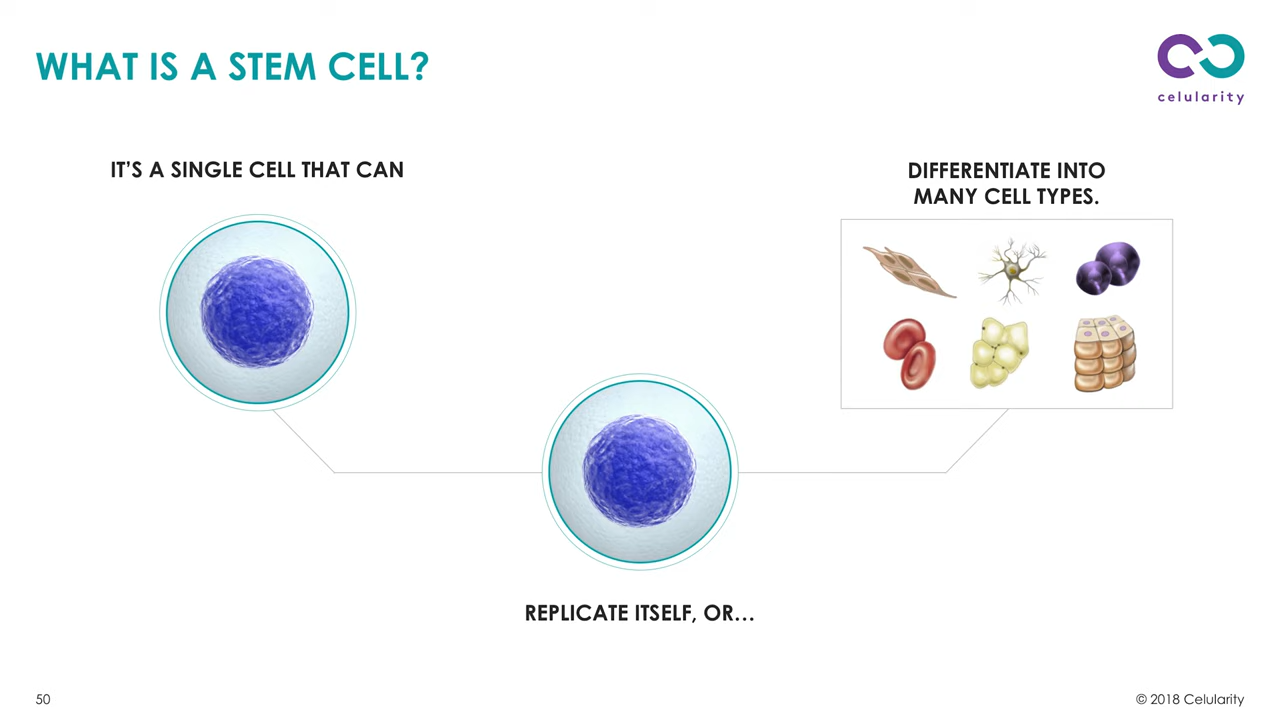 WHAT IS A STEM CELL?
celularity
IT’S A SINGLE CELL THAT CAN
DIFFERENTIATE INTO
MANY CELL TYPES.
REPLICATE ITSELF, OR…
50
© 2018 Celularity